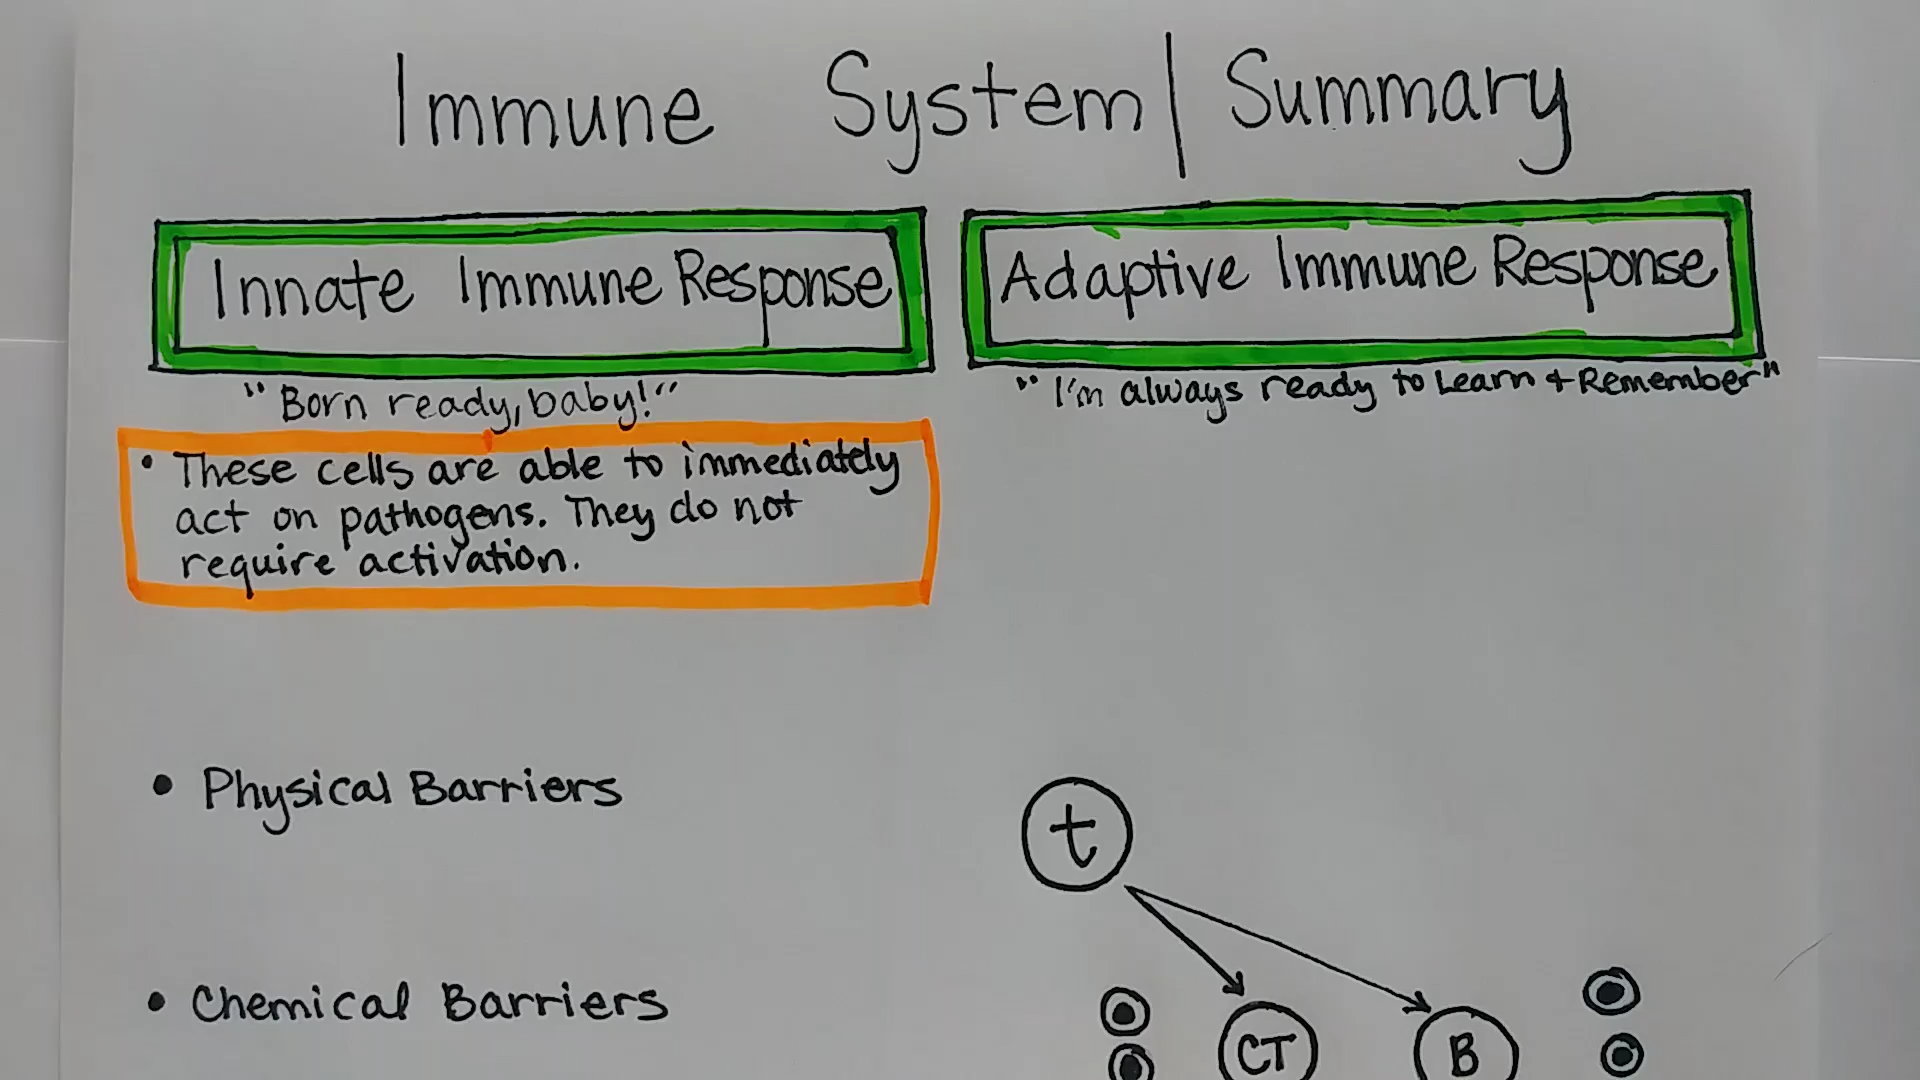 Immune System | Summary
Innate Immune Response
"Born ready, baby!"
• These cells are able to immediately
act on pathogens. They do not
require activation.
• Physical Barriers
• Chemical Barriers
Adaptive Immune Response
"I'm always ready to Learn + Remember"
t
CT
B